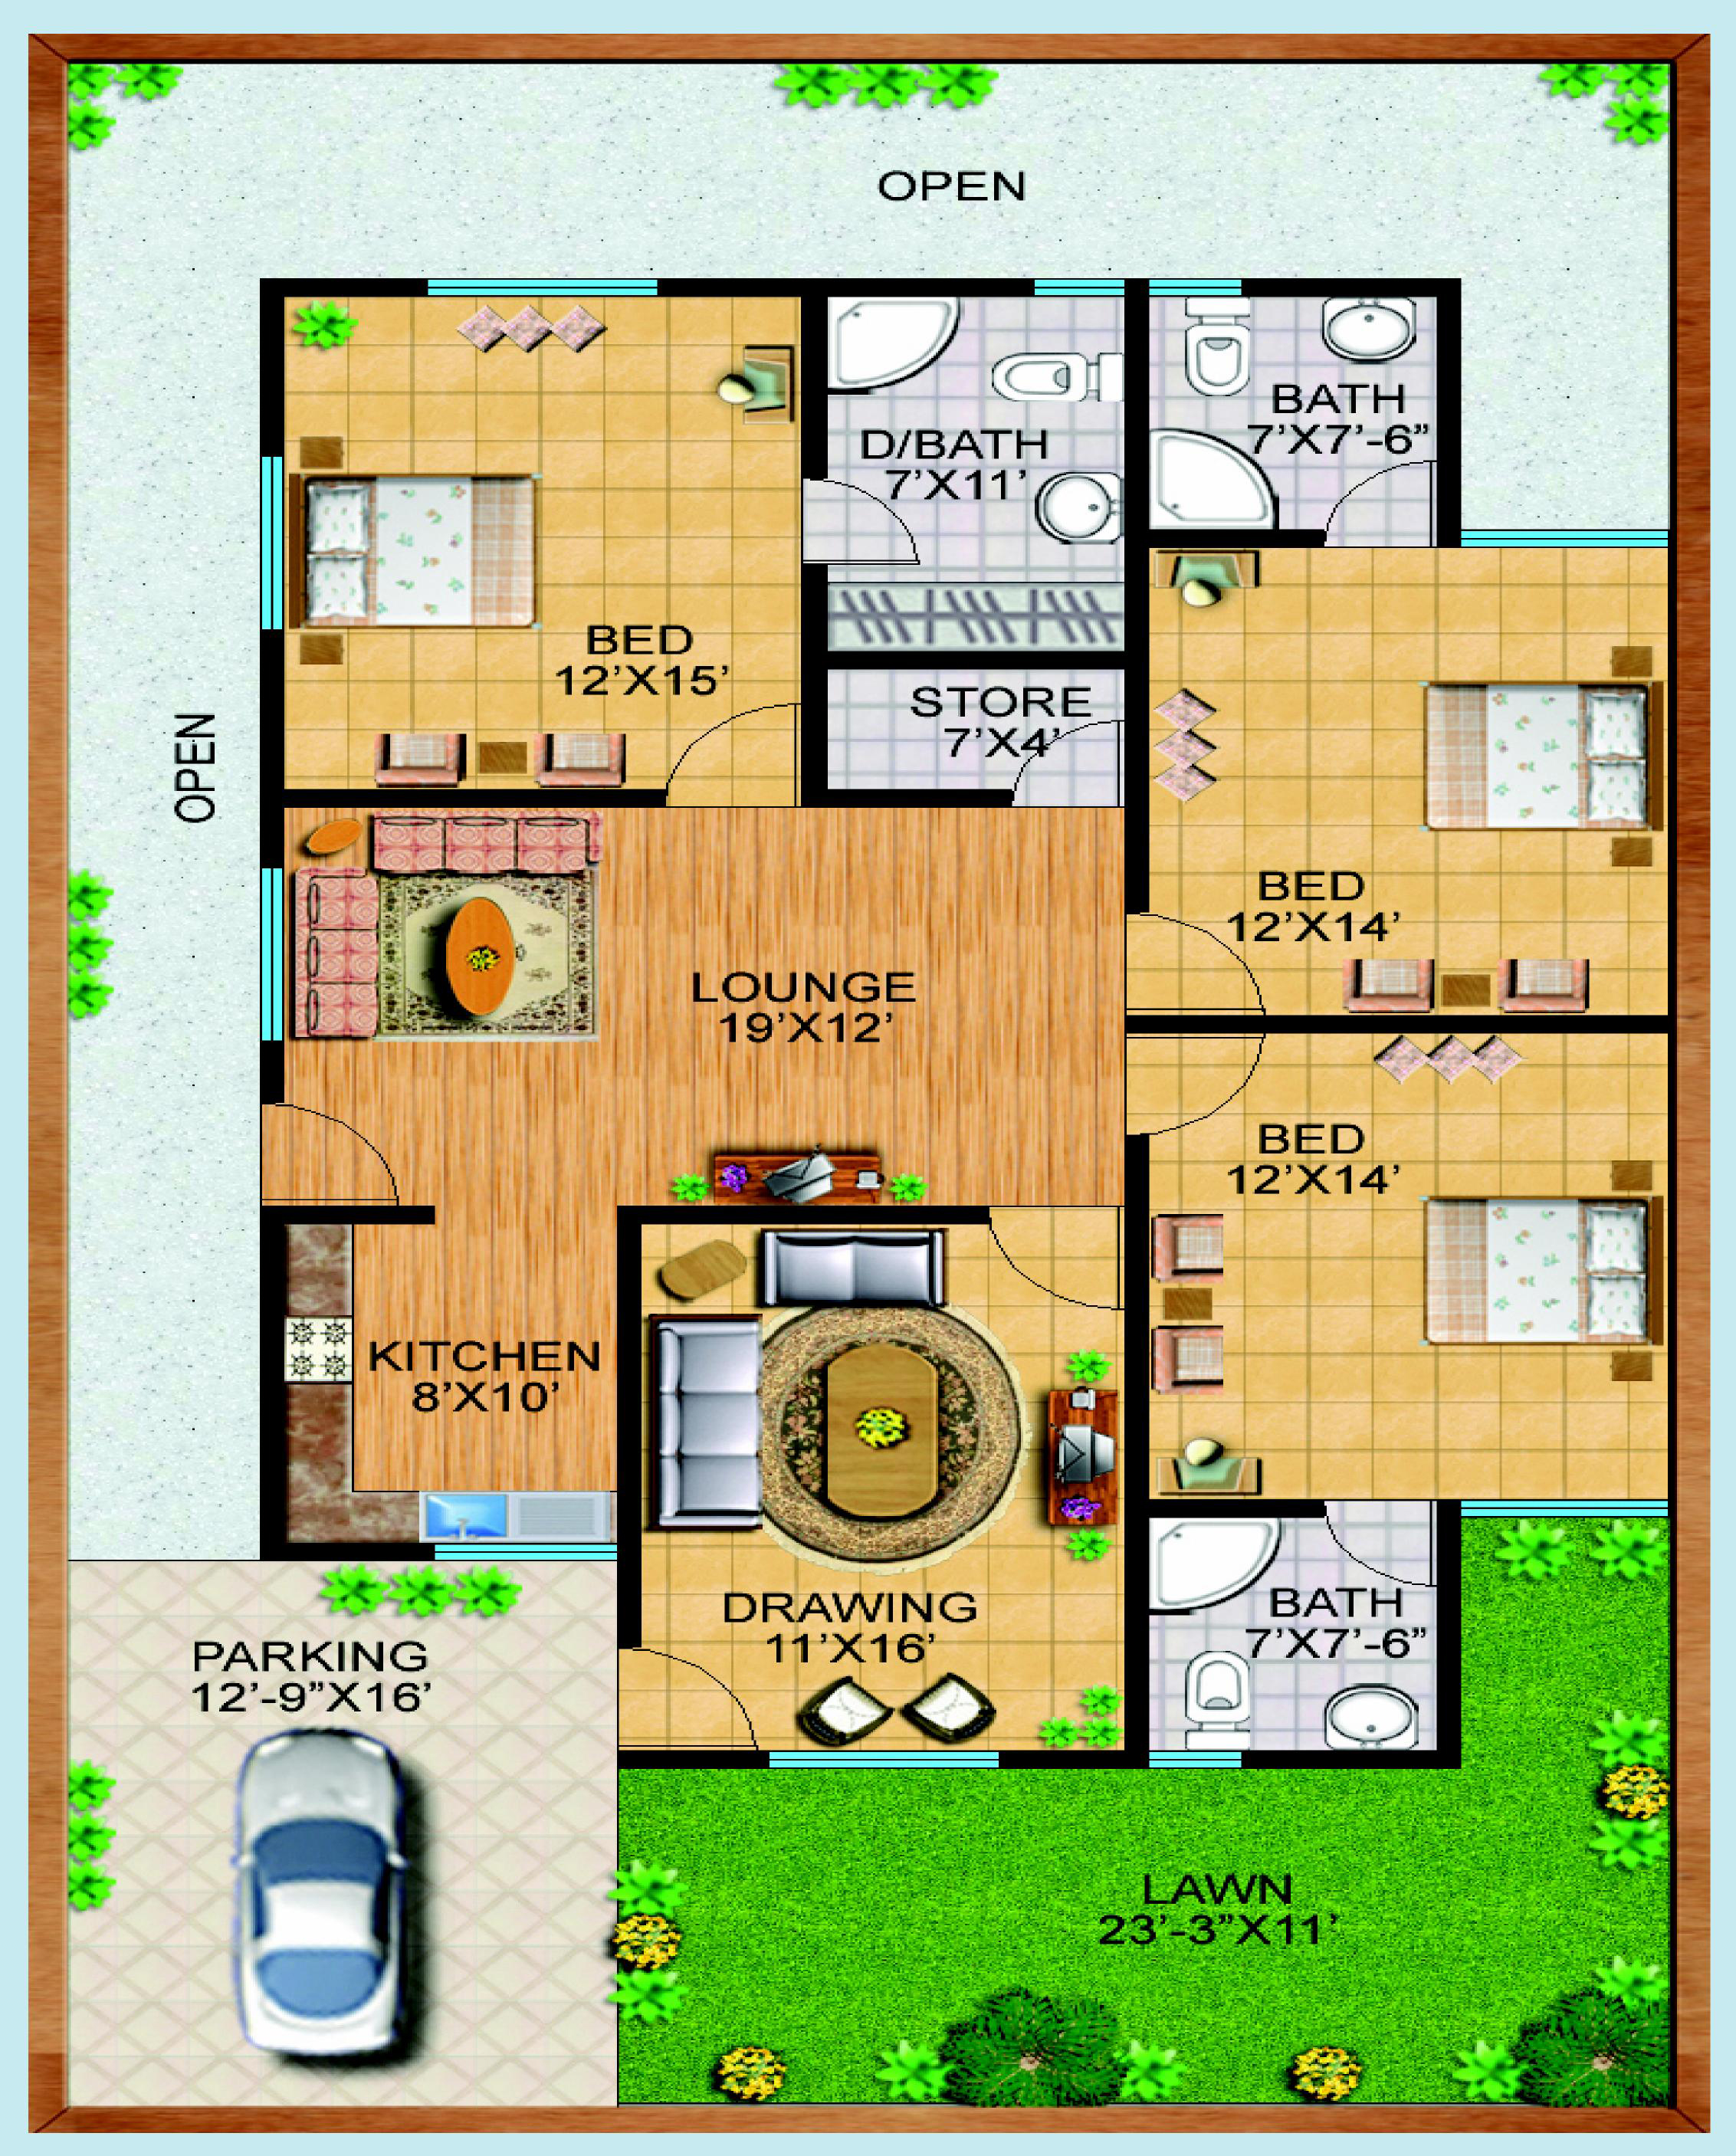 OPEN
BATH
7'X7'-6”
D/BATH
7'X11'
BED
12'X15'
STORE
7'X4'
OPEN
BED
12'X14'
LOUNGE
19'X12'
BED
12'X14'
KITCHEN
8'X10'
DRAWING
11'X16'
BATH
7'X7'-6”
PARKING
12'-9”X16'
LAWN
23'-3”X11'